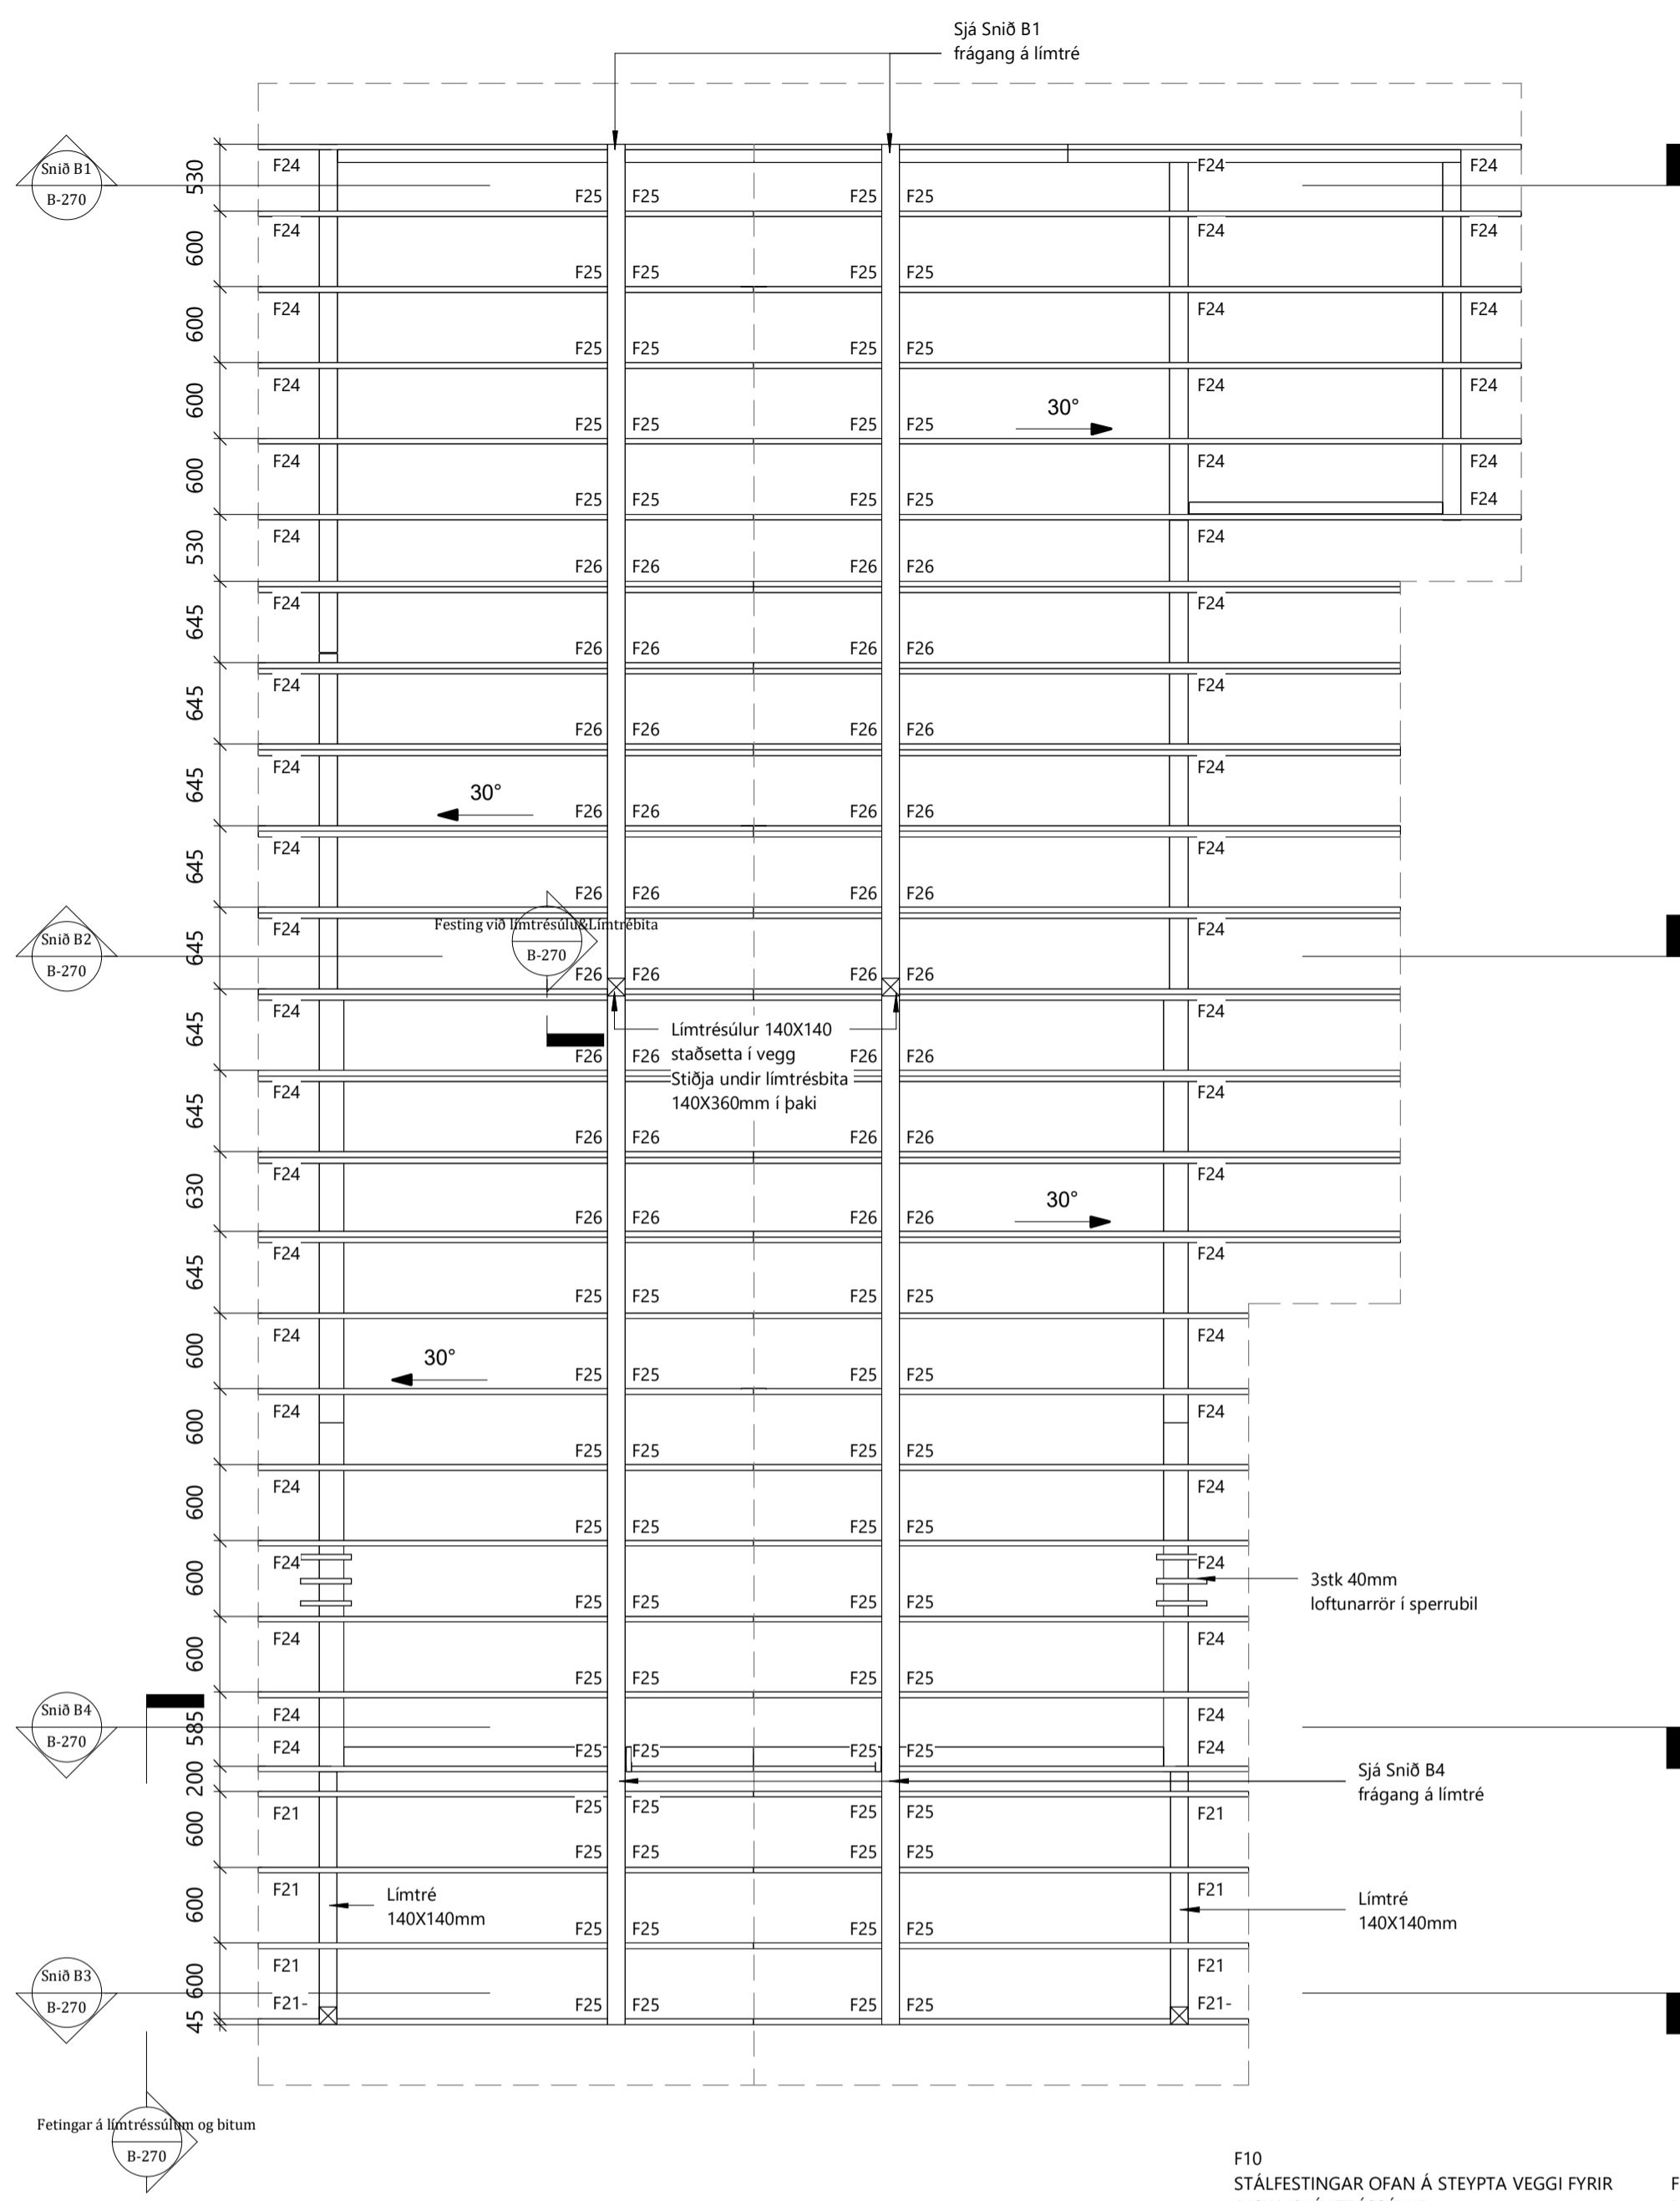 Sjá Snið B1
frágang á límtré
Snið B1
B-270
530
F24 F24 F24
F25 F25 F25 F25
600
F24 F24 F24
F25 F25 F25 F25
600
F24 F24 F24
F25 F25 F25 F25
600
F24 F24 F24
30°
F25 F25 F25 F25
600
F24 F24 F24
F25 F25 F25 F25 F24
530
F24 F24
F26 F26 F26 F26
645
F24 F24
F26 F26 F26 F26
645
F24 F24
F26 F26 F26 F26
645
F24 F24
30°
F26 F26 F26 F26
645
F24 F24
F26 F26 F26 F26
Snið B2
B-270
645
F24 F24
Festing við límtrésúlu&Límtrébita
B-270
F26 F26 F26 F26
645
F24 F24
Límtrésúlur 140X140
staðsetta í vegg
Stiðja undir límtrésbita
140X360mm í þaki
F26 F26 F26 F26
645
F24 F24
F26 F26 F26 F26
630
F24 F24
30°
F26 F26 F26 F26
645
F24 F24
F25 F25 F25 F25
600
F24 F24
30°
F25 F25 F25 F25
600
F24 F24
F25 F25 F25 F25
600
F24 F24
F25 F25 F25 F25
600
F24 F24
3stk 40mm
loftunarrör í sperrubil
F25 F25 F25 F25
600
F24 F24
F25 F25 F25 F25
Snið B4
B-270
585
F24 F24
F24 F25 F25 F25 F25 F24
200
Sjá Snið B4
frágang á límtré
600
F25 F25 F25 F25
F21 F21
F25 F25 F25 F25
600
F21 F21
Límtré
140X140mm
Límtré
140X140mm
F25 F25 F25 F25
Snið B3
B-270
600
F21 F21
F21- F25 F25 F25 F25 F21-
45
Fetingar á límtréssúlum og bitum
B-270
F10
STÁLFESTINGAR OFAN Á STEYPTA VEGGI FYRIR
F